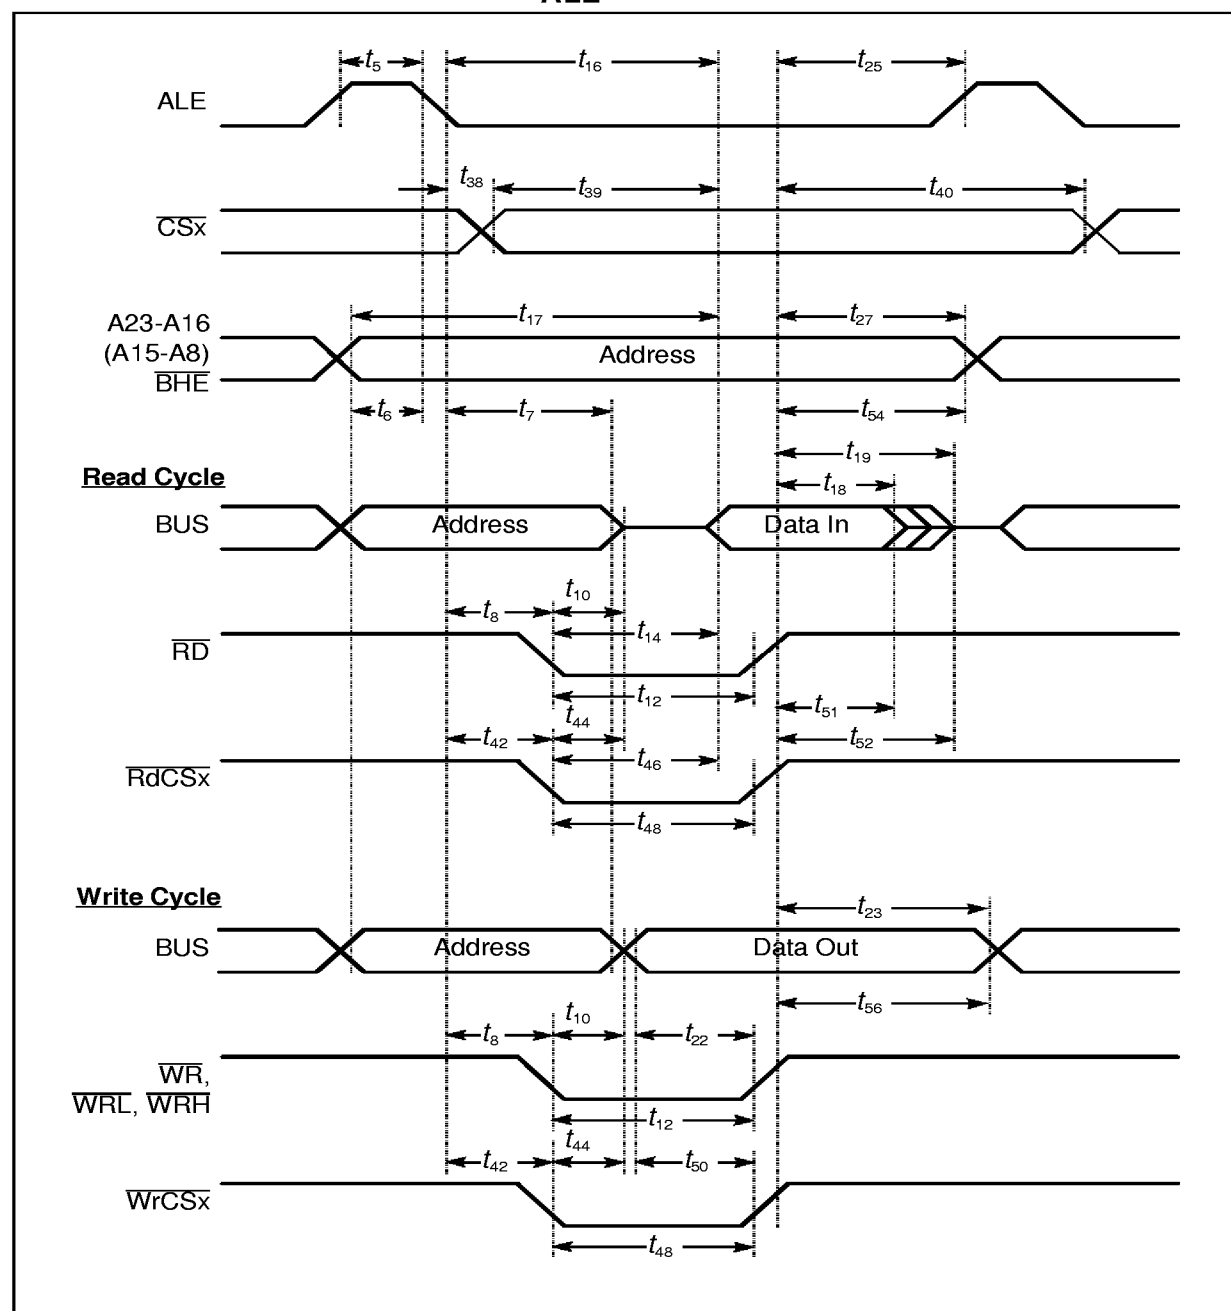 t5 t16 t25
ALE
t38 t39 t40
CSx
t17 t27
A23-A16
(A15-A8)
BHE
Address
t6 t7 t54
t19
Read Cycle
t18
BUS Address Data In
t10
t8
t14
RD
t12 t51
t44
t42 t52
t46
RdCSx
t48
Write Cycle
t23
BUS Address Data Out
t56
t10
t8 t22
WR,
WRL, WRH
t12
t44
t42 t50
WrCSx
t48